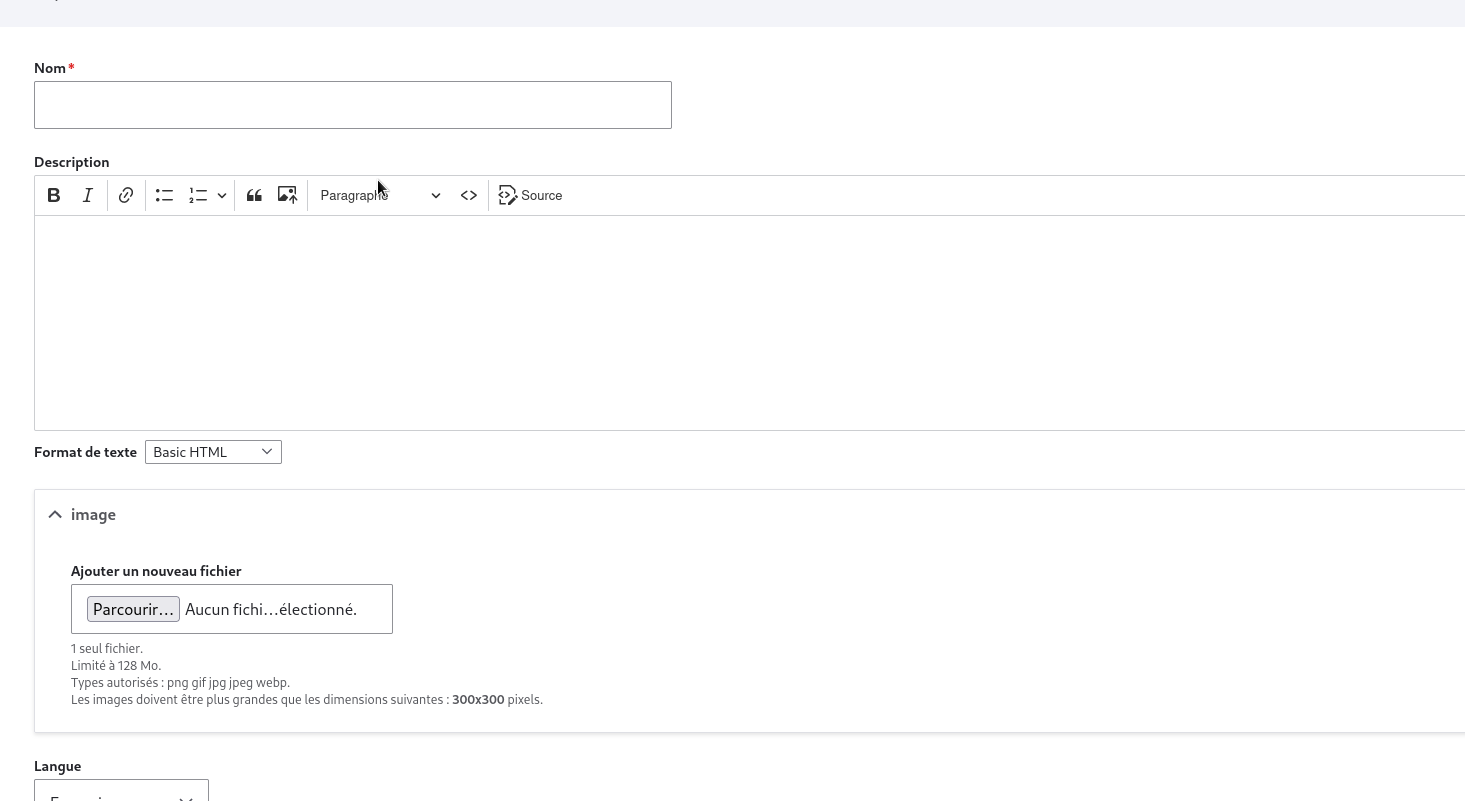 Nom *
Description
Paragraphe
Source
Format de texte Basic HTML
image
Ajouter un nouveau fichier
Parcourir… Aucun fichi…électionné.
1 seul fichier.
Limité à 128 Mo.
Types autorisés : png gif jpg jpeg webp.
Les images doivent être plus grandes que les dimensions suivantes : 300x300 pixels.
Langue